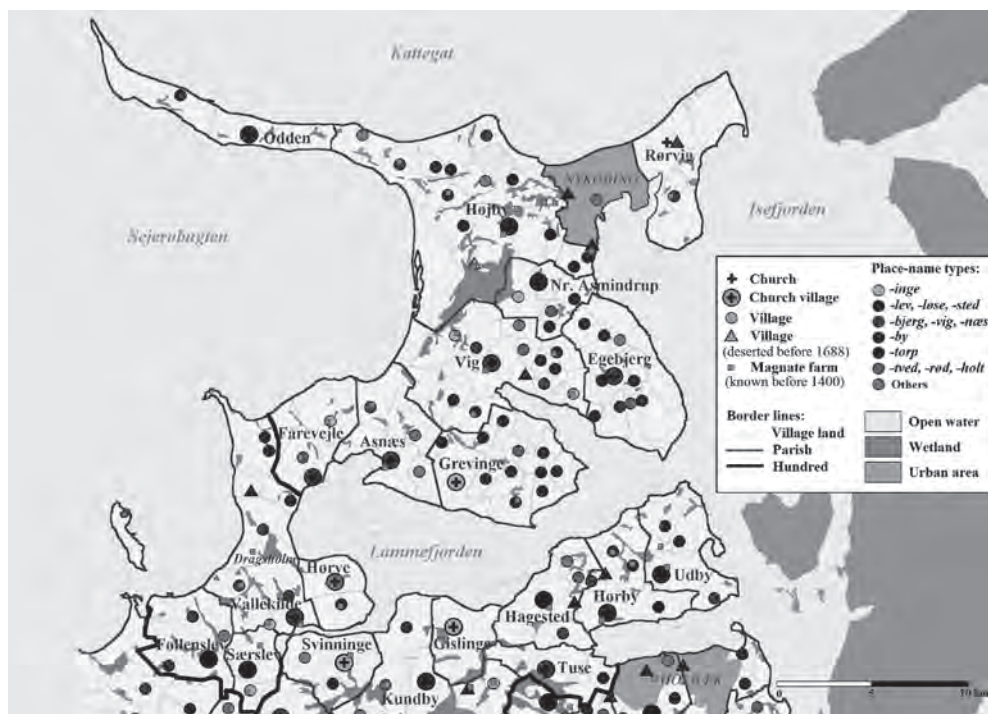 Kattegat
Odden
Rørvig
NYKØBING
Højby
Isefjorden
Sejerøbugten
Nr. Asmindrup
Vig
Egebjerg
Farevejle
Asnæs
Grevinge
Lammefjorden
Dragsholm
Hørve
Udby
Vallekilde
Hørby
Hagested
Føllenslev
Særslev
Svinninge
Gislinge
Tuse
Kundby
Church
Church village
Village
Village
(deserted before 1688)
Magnate farm
(known before 1400)
Border lines:
Village land
Parish
Hundred
Place-name types:
-inge
-lev, -løse, -sted
-bjerg, -vig, -næs
-by
-torp
-tved, -rød, -holt
Others
Open water
Wetland
Urban area
0 5 10 km